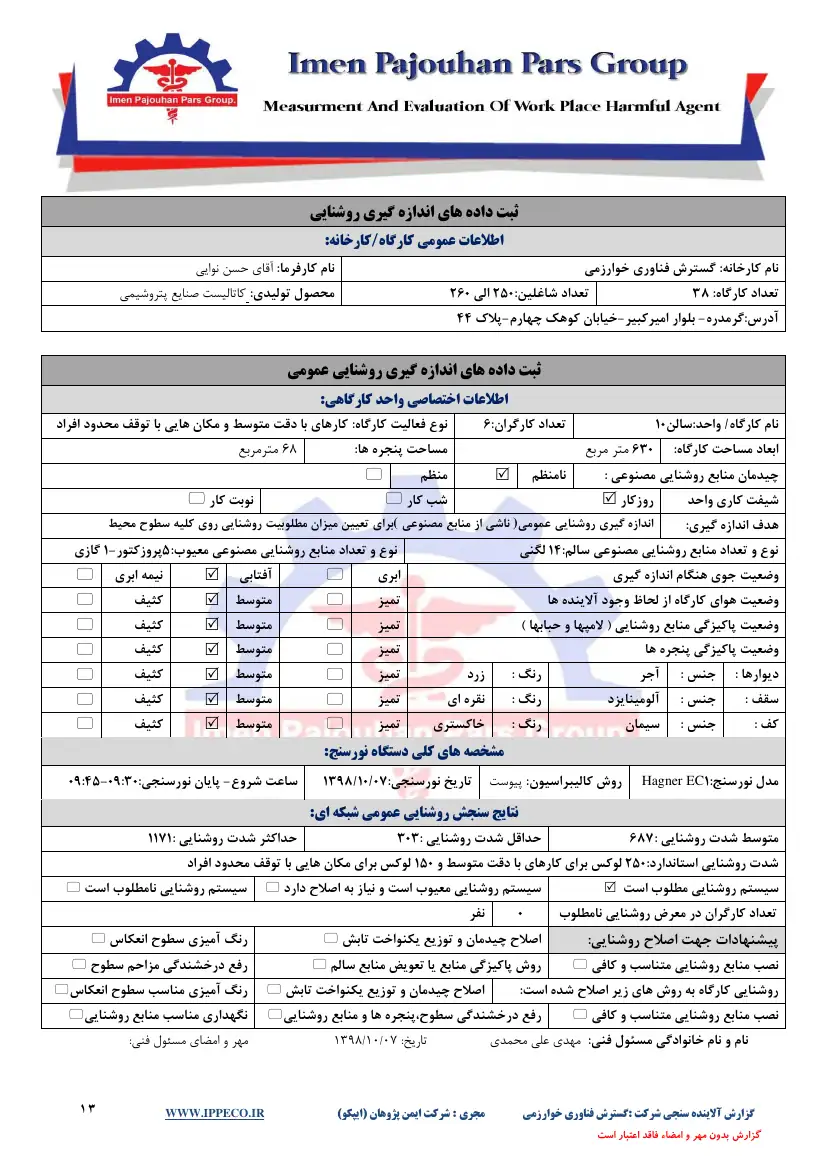 Imen Pajouhan Pars Group
Imen Pajouhan Pars Group.
Measurment And Evaluation Of Work Place Harmful Agent
ثبت داده های اندازه گیری روشنایی
اطلاعات عمومی کارگاه/کارخانه:
نام کارخانه: گسترش فناوری خوارزمی نام کارفرما: آقای حسن نوایی
تعداد کارگاه: ۳۸ تعداد شاغلین:۲۵۰ الی ۲۶۰ محصول تولیدی: کاتالیست صنایع پتروشیمی
آدرس:گرمدره- بلوار امیرکبیر-خیابان کوهک چهارم-پلاک ۴۴
ثبت داده های اندازه گیری روشنایی عمومی
اطلاعات اختصاصی واحد کارگاهی:
نام کارگاه/ واحد:سالن۱۰ تعداد کارگران:۶ نوع فعالیت کارگاه: کارهای با دقت متوسط و مکان هایی با توقف محدود افراد
ابعاد مساحت کارگاه: ۶۳۰ متر مربع مساحت پنجره ها: ۶۸ مترمربع
چیدمان منابع روشنایی مصنوعی : نامنظم ☑ منظم ☐
شیفت کاری واحد روزکار ☑ شب کار ☐ نوبت کار ☐
هدف اندازه گیری: اندازه گیری روشنایی عمومی( ناشی از منابع مصنوعی )برای تعیین میزان مطلوبیت روشنایی روی کلیه سطوح محیط
نوع و تعداد منابع روشنایی مصنوعی سالم:۱۴ لگنی نوع و تعداد منابع روشنایی مصنوعی معیوب:۵پروژکتور-۱ گازی
وضعیت جوی هنگام اندازه گیری ابری ☐ آفتابی ☑ نیمه ابری ☐
وضعیت هوای کارگاه از لحاظ وجود آلاینده ها تمیز ☐ متوسط ☑ کثیف ☐
وضعیت پاکیزگی منابع روشنایی ( لامپها و حبابها ) تمیز ☐ متوسط ☑ کثیف ☐
وضعیت پاکیزگی پنجره ها تمیز ☐ متوسط ☑ کثیف ☐
دیوارها : جنس : آجر رنگ : زرد تمیز ☐ متوسط ☑ کثیف ☐
سقف : جنس : آلومینایزد رنگ : نقره ای تمیز ☐ متوسط ☑ کثیف ☐
کف : جنس : سیمان رنگ : خاکستری تمیز ☐ متوسط ☑ کثیف ☐
مشخصه های کلی دستگاه نورسنج:
مدل نورسنج:Hagner EC۱ روش کالیبراسیون: پیوست تاریخ نورسنجی:۱۳۹۸/۱۰/۰۷ ساعت شروع- پایان نورسنجی:۰۹:۳۰-۰۹:۴۵
نتایج سنجش روشنایی عمومی شبکه ای:
متوسط شدت روشنایی : ۶۸۷ حداقل شدت روشنایی : ۳۰۳ حداکثر شدت روشنایی : ۱۱۷۱
شدت روشنایی استاندارد:۲۵۰ لوکس برای کارهای با دقت متوسط و ۱۵۰ لوکس برای مکان هایی با توقف محدود افراد
سیستم روشنایی مطلوب است ☑ سیستم روشنایی معیوب است و نیاز به اصلاح دارد ☐ سیستم روشنایی نامطلوب است ☐
تعداد کارگران در معرض روشنایی نامطلوب ۰ نفر
پیشنهادات جهت اصلاح روشنایی: اصلاح چیدمان و توزیع یکنواخت تابش ☐ رنگ آمیزی سطوح انعکاس ☐
نصب منابع روشنایی متناسب و کافی ☐ روش پاکیزگی منابع یا تعویض منابع سالم ☐ رفع درخشندگی مزاحم سطوح ☐
روشنایی کارگاه به روش های زیر اصلاح شده است: اصلاح چیدمان و توزیع یکنواخت تابش ☐ رنگ آمیزی مناسب سطوح انعکاس ☐
نصب منابع روشنایی متناسب و کافی ☐ رفع درخشندگی سطوح،پنجره ها و منابع روشنایی ☐ نگهداری مناسب منابع روشنایی ☐
نام و نام خانوادگی مسئول فنی: مهدی علی محمدی تاریخ: ۱۳۹۸/۱۰/۰۷ مهر و امضای مسئول فنی:
گزارش آلاینده سنجی شرکت :گسترش فناوری خوارزمی مجری : شرکت ایمن پژوهان (ایپکو) WWW.IPPECO.IR ۱۳
گزارش بدون مهر و امضاء فاقد اعتبار است